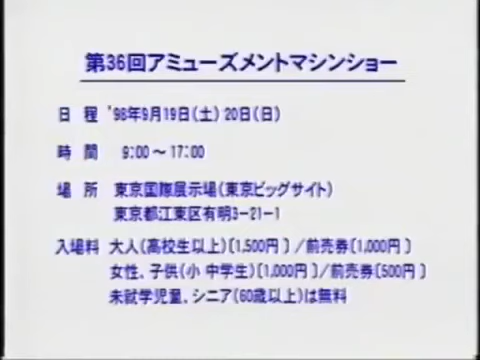 第36回アミューズメントマシンショー
日 程 '98年9月19日(土) 20日(日)
時 間 9:00～17:00
場 所 東京国際展示場(東京ビッグサイト)
東京都江東区有明3-21-1
入場料 大人(高校生以上)〔1,500円〕/前売券〔1,000円〕
女性、子供(小 中学生)〔1,000円〕/前売券〔500円〕
未就学児童、シニア(60歳以上)は無料